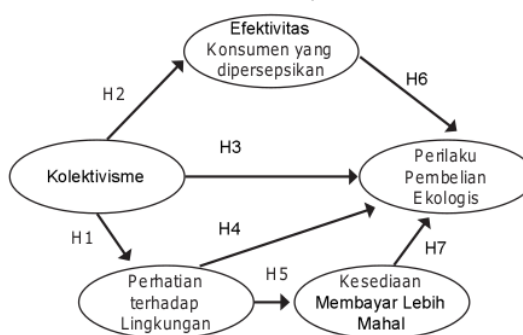 Efektivitas
Konsumen yang
dipersepsikan
H2
H6
H3
Kolektivisme
Perilaku
Pembelian
Ekologis
H1
H4
H7
H5
Perhatian
terhadap
Lingkungan
Kesediaan
Membayar Lebih
Mahal